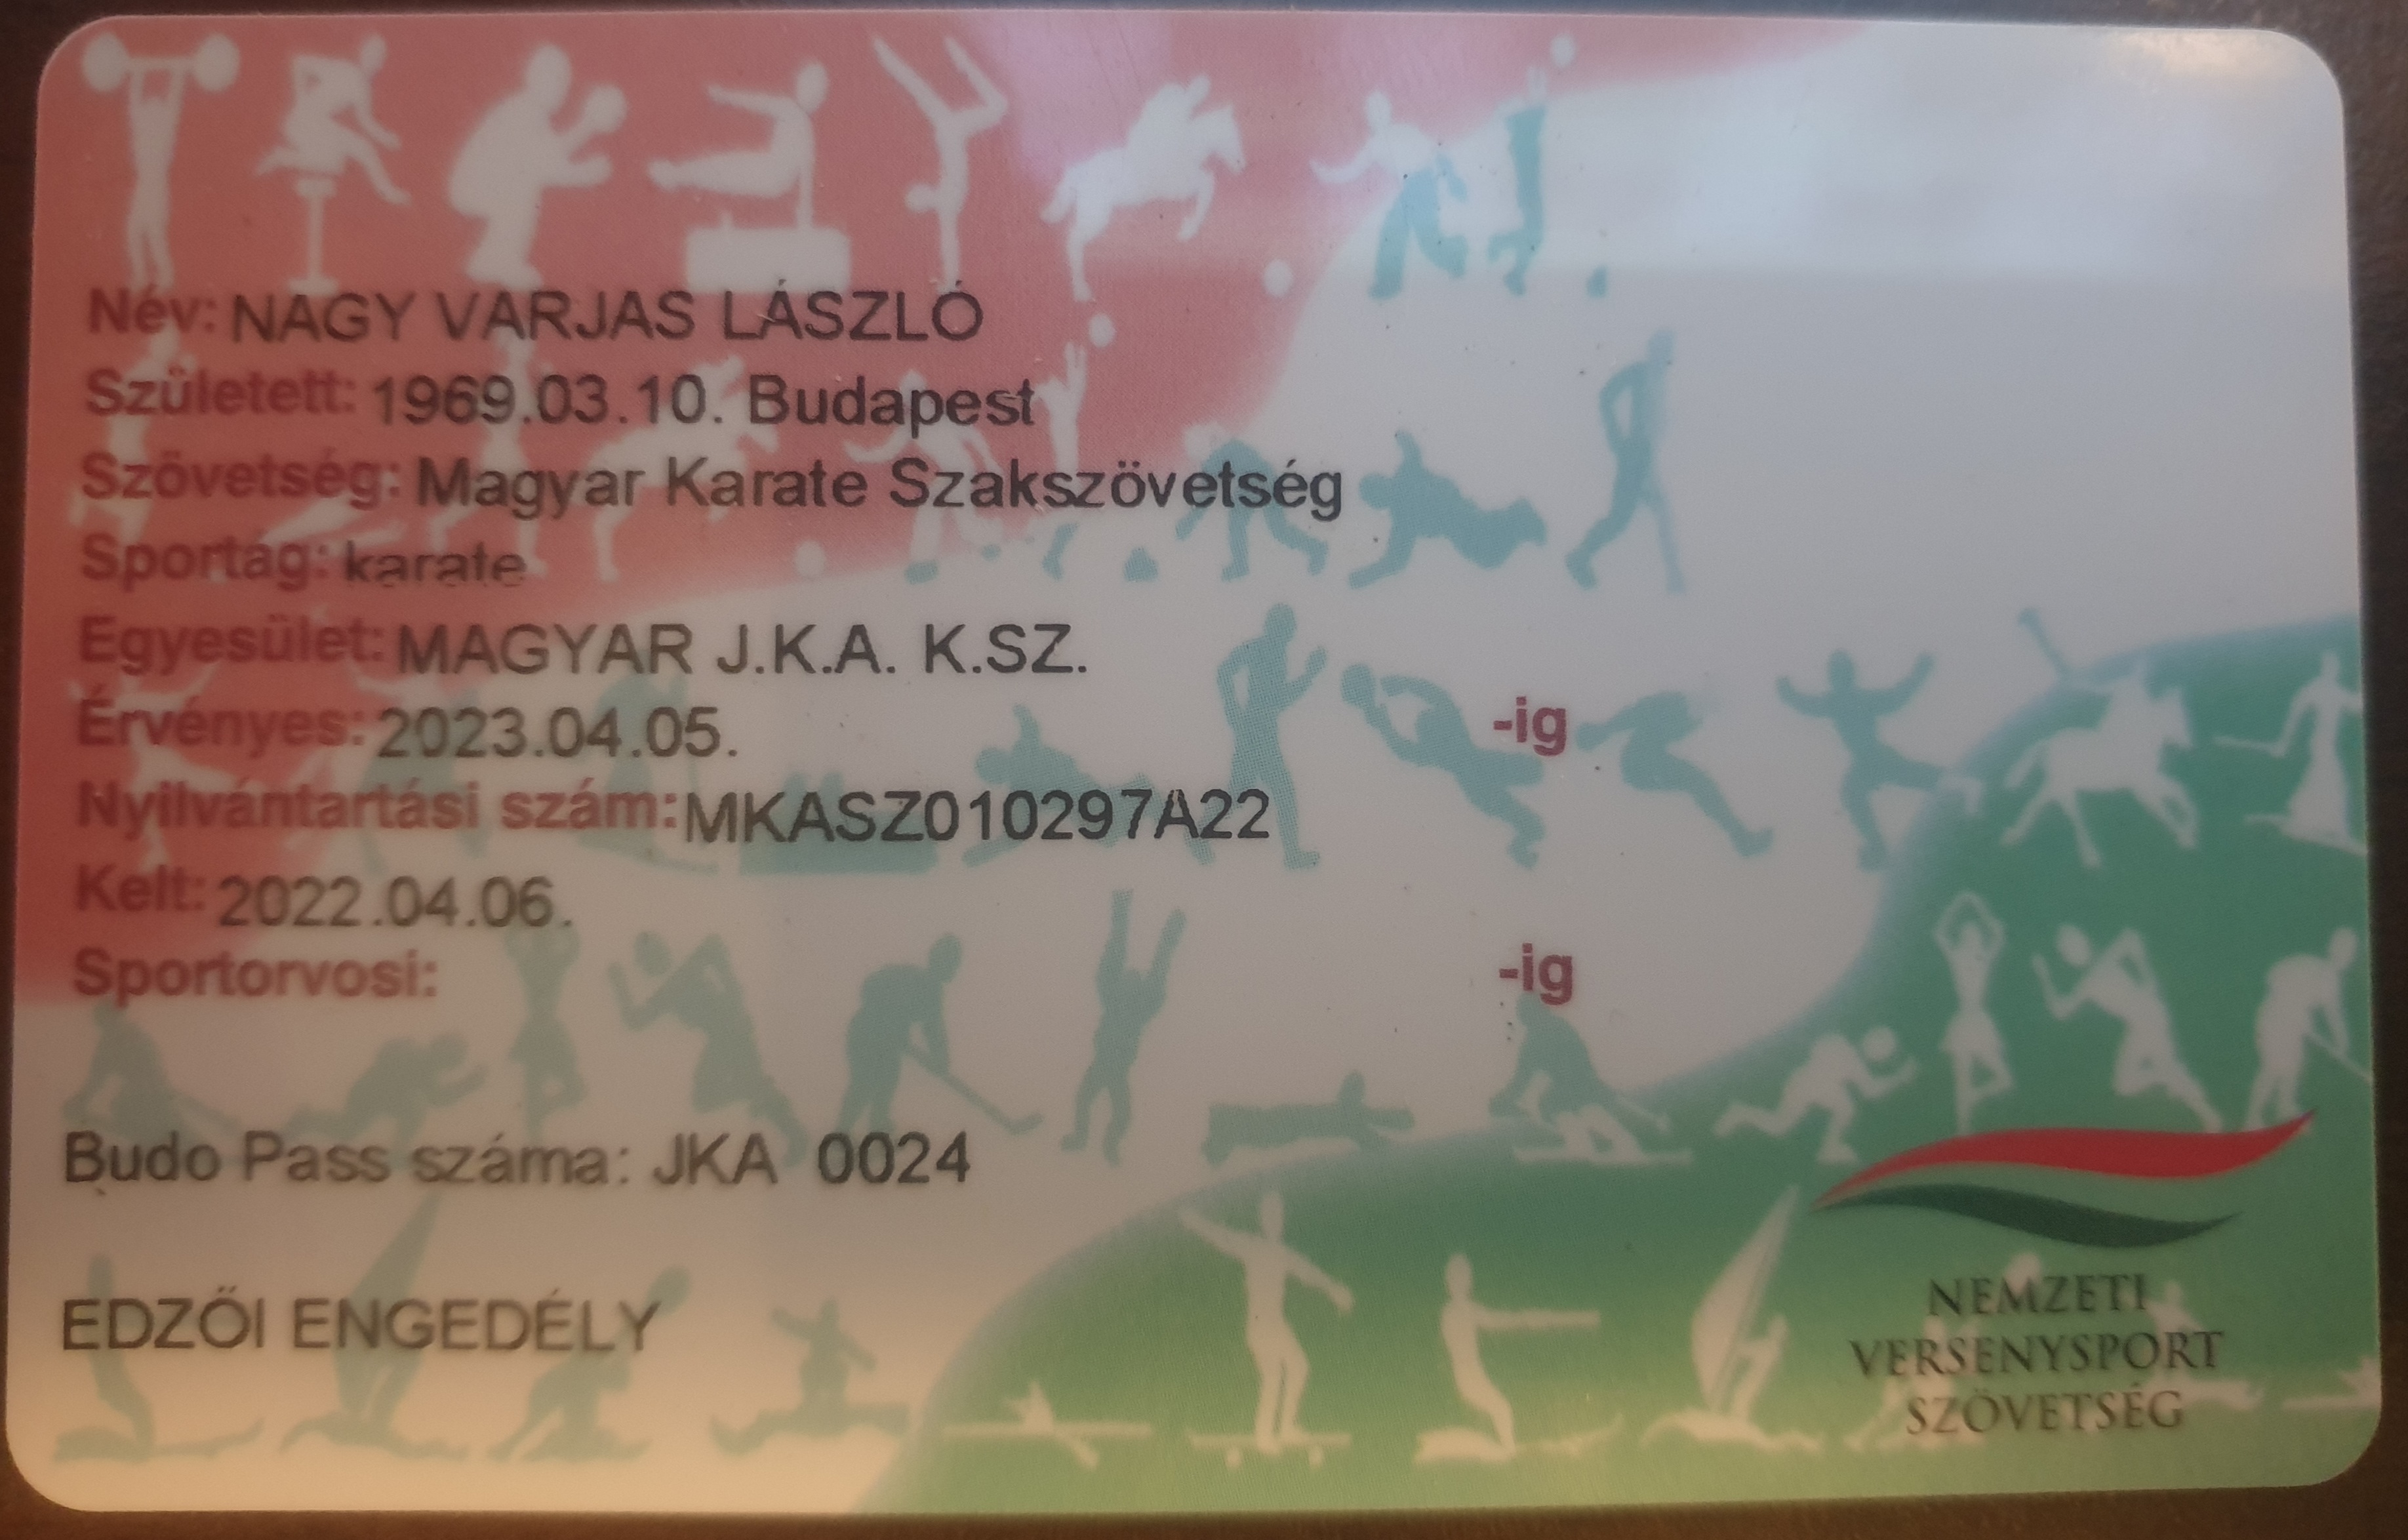 Név: NAGY VARJAS LÁSZLÓ
Született: 1969.03.10. Budapest
Szövetség: Magyar Karate Szakszövetség
Sportág: karate
Egyesület: MAGYAR J.K.A. K.SZ.
Érvényes: 2023.04.05. -ig
Nyilvántartási szám: MKASZ010297A22
Kelt: 2022.04.06.
Sportorvosi: -ig
Budo Pass száma: JKA 0024
EDZŐI ENGEDÉLY
NEMZETI
VERSENYSPORT
SZÖVETSÉG